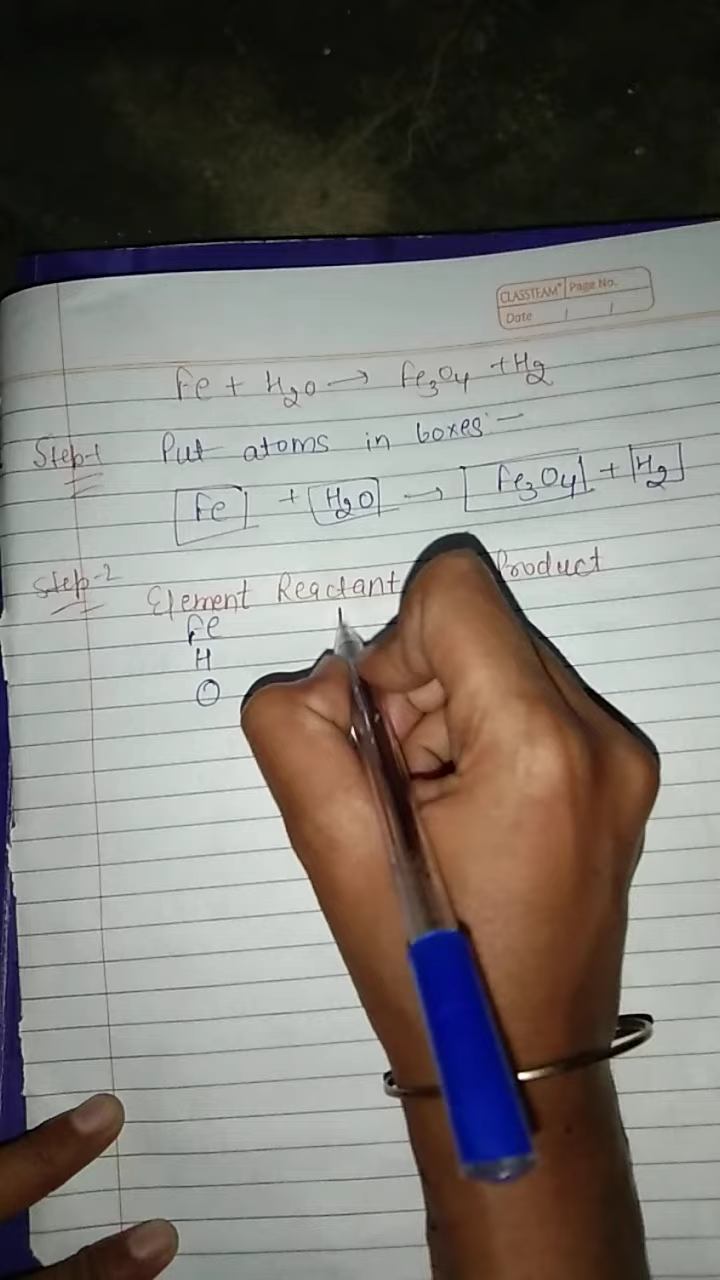 CLASSTEAM Page No.
Date / /
Fe + H2O → Fe3O4 + H2
Step-1 Put atoms in boxes:-
Fe + H2O → Fe3O4 + H2
Step-2 Element Reactant Product
Fe
H
O